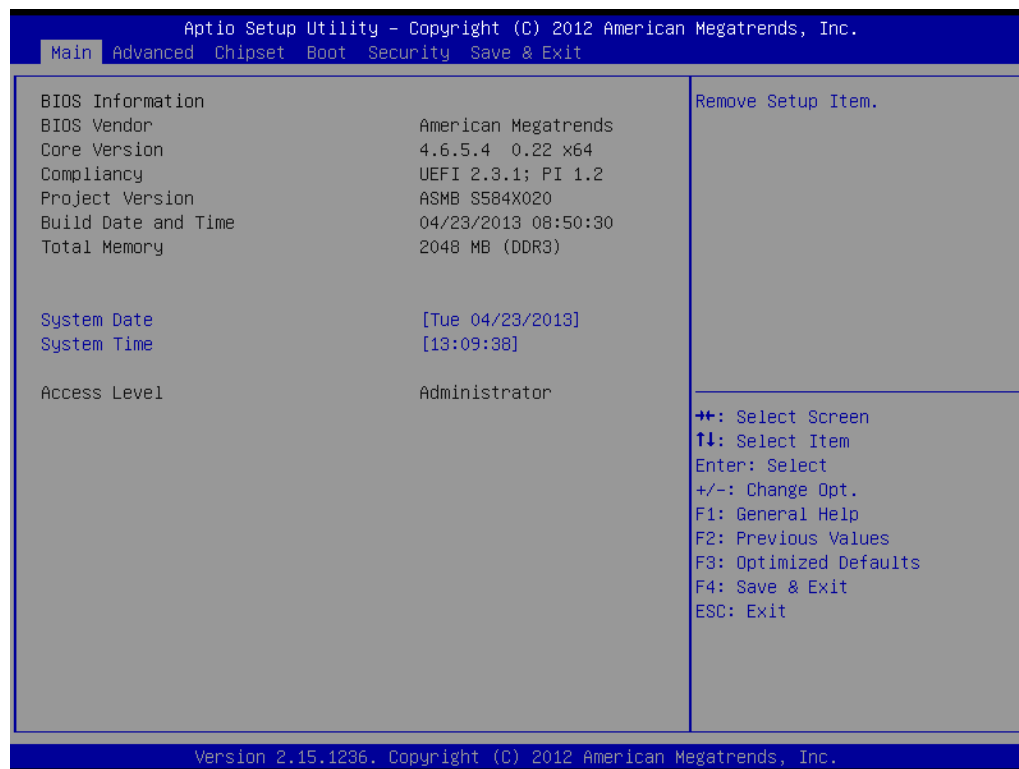 Aptio Setup Utility – Copyright (C) 2012 American Megatrends, Inc.
Main Advanced Chipset Boot Security Save & Exit
BIOS Information
BIOS Vendor American Megatrends
Core Version 4.6.5.4 0.22 x64
Compliancy UEFI 2.3.1; PI 1.2
Project Version ASMB S584X020
Build Date and Time 04/23/2013 08:50:30
Total Memory 2048 MB (DDR3)
System Date [Tue 04/23/2013]
System Time [13:09:38]
Access Level Administrator
Remove Setup Item.
→←: Select Screen
↑↓: Select Item
Enter: Select
+/-: Change Opt.
F1: General Help
F2: Previous Values
F3: Optimized Defaults
F4: Save & Exit
ESC: Exit
Version 2.15.1236. Copyright (C) 2012 American Megatrends, Inc.